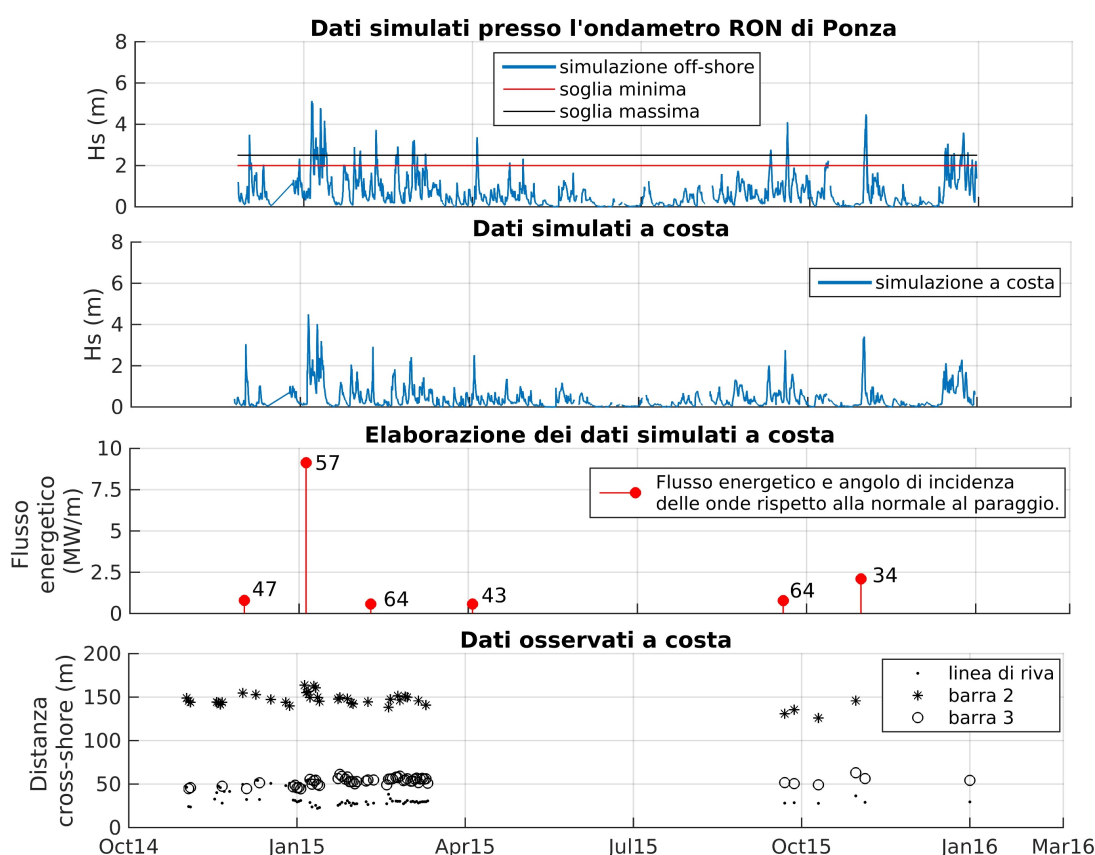 Dati simulati presso l'ondametro RON di Ponza
8
6
4
2
0
Hs (m)
simulazione off-shore
soglia minima
soglia massima
Dati simulati a costa
8
6
4
2
0
Hs (m)
simulazione a costa
Elaborazione dei dati simulati a costa
10
7.5
5
2.5
0
Flusso
energetico
(MW/m)
Flusso energetico e angolo di incidenza
delle onde rispetto alla normale al paraggio.
47
57
64
43
64
34
Dati osservati a costa
200
150
100
50
0
Distanza
cross-shore (m)
linea di riva
barra 2
barra 3
Oct14 Jan15 Apr15 Jul15 Oct15 Jan16 Mar16